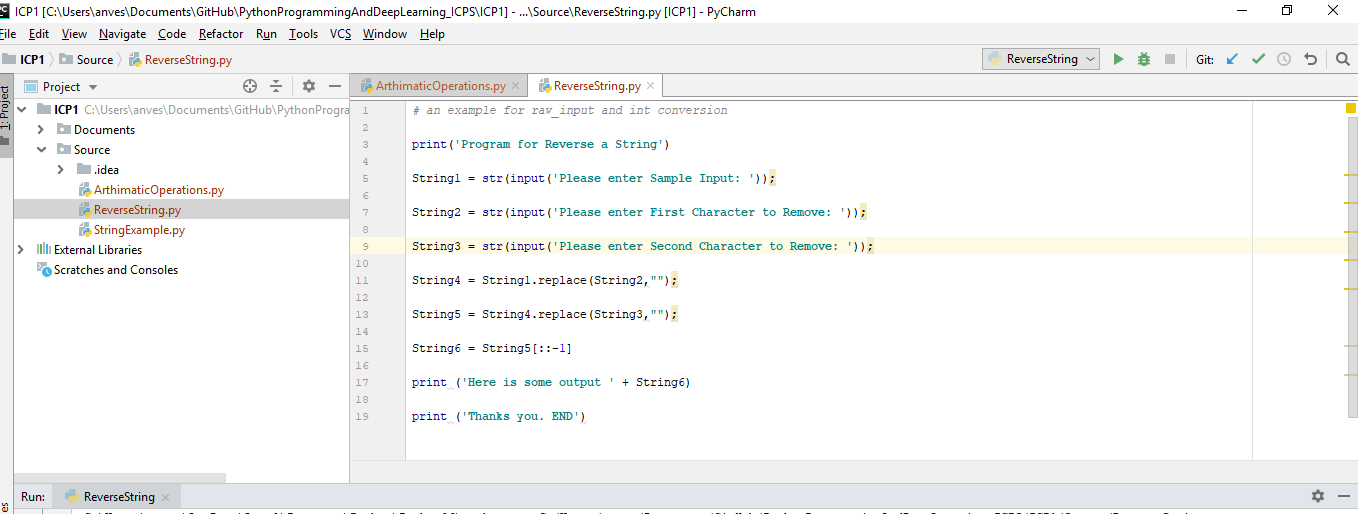 ICP1 [C:\Users\anves\Documents\GitHub\PythonProgrammingAndDeepLearning_ICPS\ICP1] - ...\Source\ReverseString.py [ICP1] - PyCharm
File Edit View Navigate Code Refactor Run Tools VCS Window Help
ICP1 Source ReverseString.py ReverseString Git:
1: Project
Project
ArthimaticOperations.py ReverseString.py
ICP1 C:\Users\anves\Documents\GitHub\PythonProgra
Documents
Source
.idea
ArthimaticOperations.py
ReverseString.py
StringExample.py
External Libraries
Scratches and Consoles
1 # an example for raw_input and int conversion
2
3 print('Program for Reverse a String')
4
5 String1 = str(input('Please enter Sample Input: '));
6
7 String2 = str(input('Please enter First Character to Remove: '));
8
9 String3 = str(input('Please enter Second Character to Remove: '));
10
11 String4 = String1.replace(String2,"");
12
13 String5 = String4.replace(String3,"");
14
15 String6 = String5[::-1]
16
17 print ('Here is some output ' + String6)
18
19 print ('Thanks you. END')
Run: ReverseString